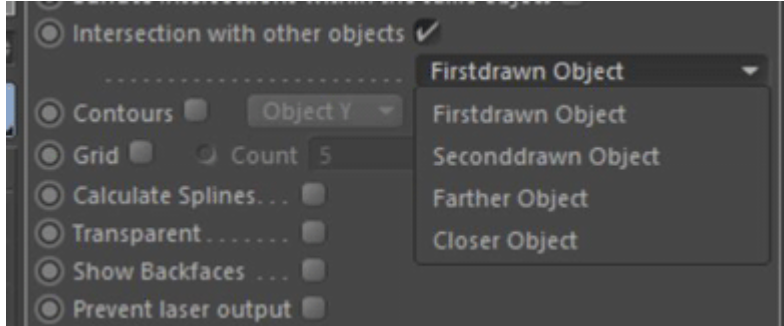 Intersection with other objects
Firstdrawn Object
Contours Object Y Firstdrawn Object
Grid Count 5 Seconddrawn Object
Calculate Splines... Farther Object
Transparent....... Closer Object
Show Backfaces ...
Prevent laser output